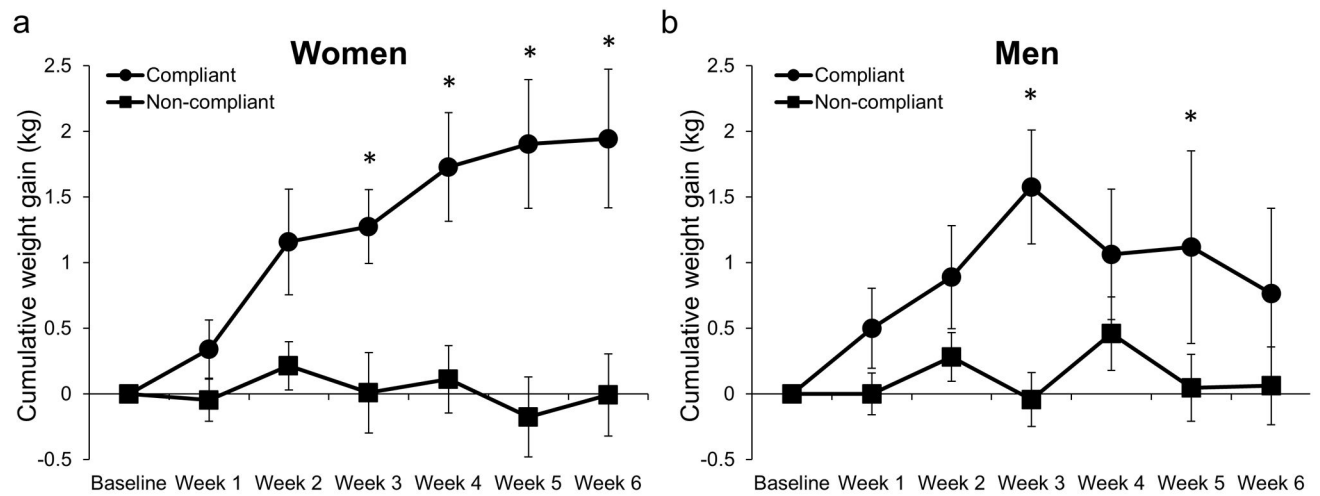 a
Women
*
*
*
*
Compliant
Non-compliant
2.5
2
1.5
1
0.5
0
-0.5
Cumulative weight gain (kg)
Baseline Week 1 Week 2 Week 3 Week 4 Week 5 Week 6
b
Men
*
*
Compliant
Non-compliant
2.5
2
1.5
1
0.5
0
-0.5
Cumulative weight gain (kg)
Baseline Week 1 Week 2 Week 3 Week 4 Week 5 Week 6